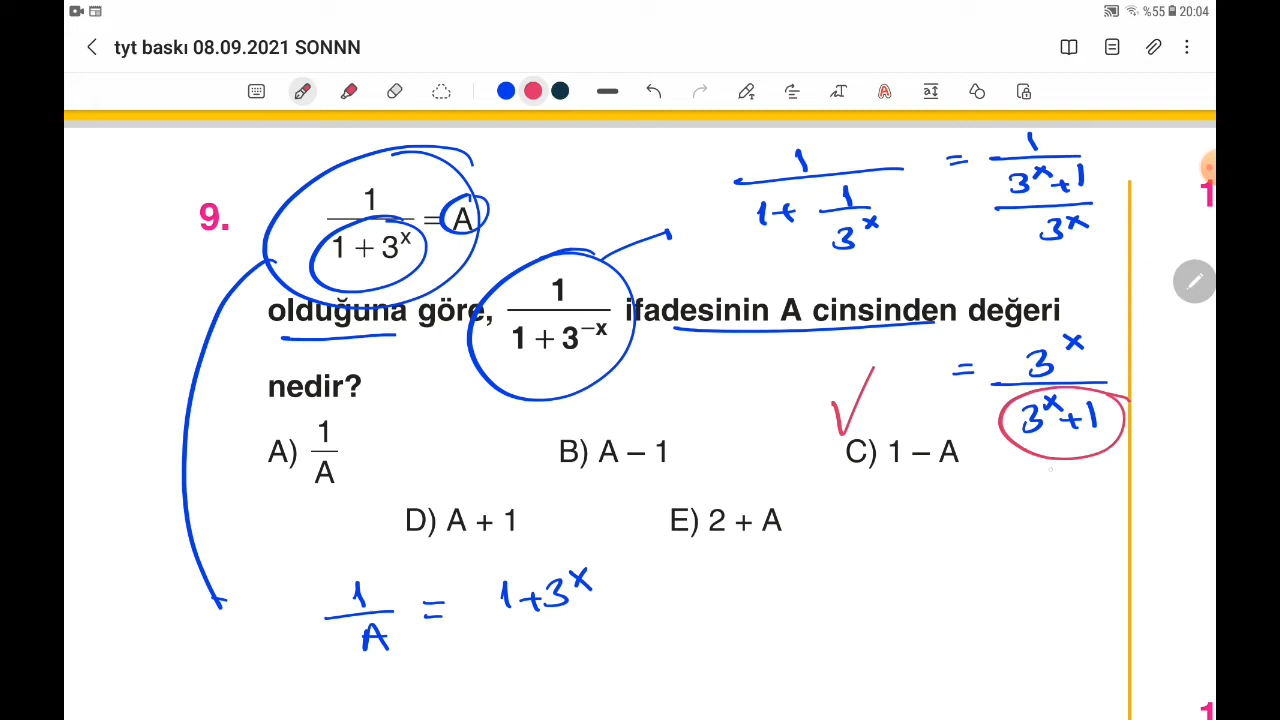 %55 20:04
tyt baskı 08.09.2021 SONNN
9. 1/(1 + 3^x) = A
olduğuna göre, 1/(1 + 3^–x) ifadesinin A cinsinden değeri
nedir?
A) 1/A B) A – 1 C) 1 – A
D) A + 1 E) 2 + A
1/(1 + 1/3^x) = 1/((3^x + 1)/3^x)
= 3^x/(3^x + 1)
1/A = 1 + 3^x
1
1